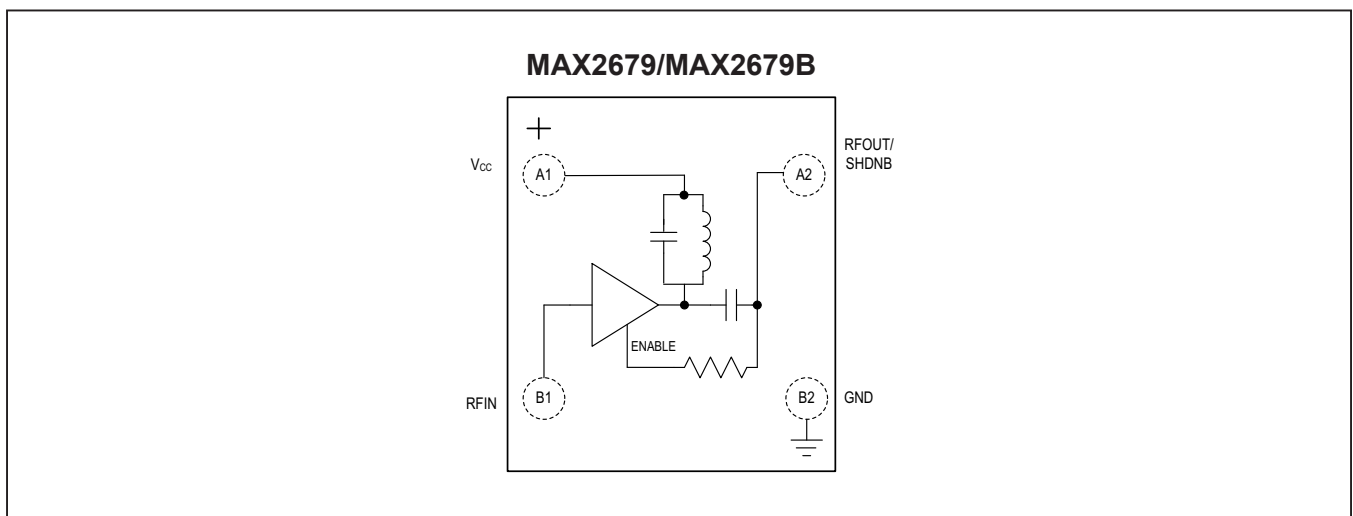 MAX2679/MAX2679B
+
RFOUT/
SHDNB
Vcc
A1
A2
ENABLE
RFIN
B1
B2
GND